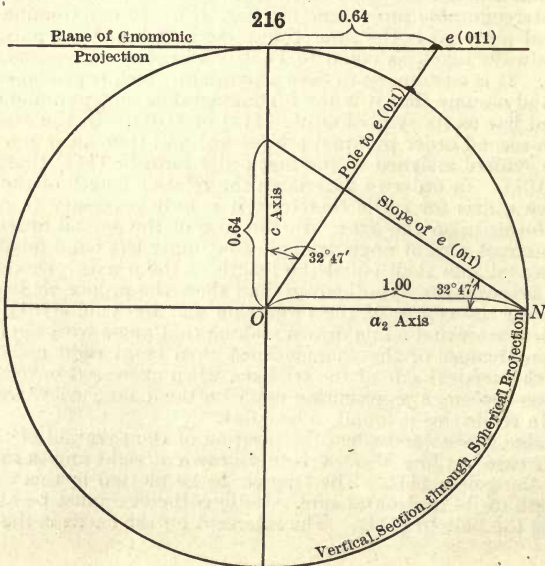 216
0.64
Plane of Gnomonic
Projection
e (011)
Pole to e (011)
0.64
c Axis
Slope of e (011)
32°47′
1.00
32°47′
O
a₂ Axis
N
Vertical Section through Spherical Projection